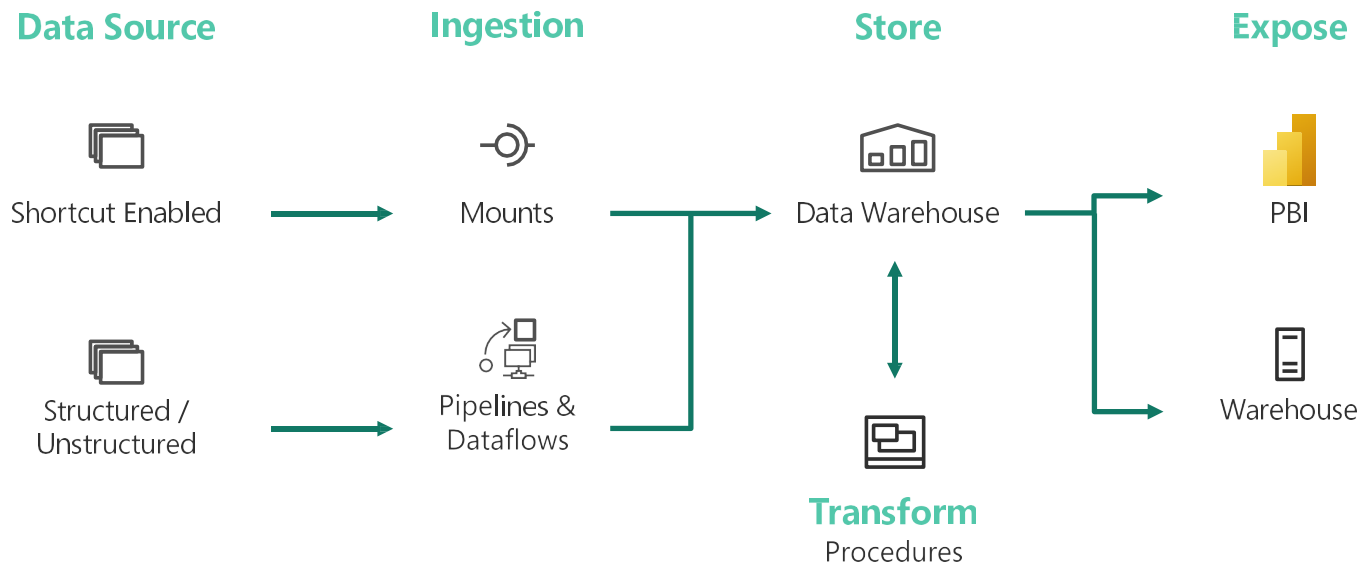 Data Source
Ingestion
Store
Expose
Shortcut Enabled
Mounts
Data Warehouse
PBI
Structured /
Unstructured
Pipelines &
Dataflows
Warehouse
Transform
Procedures